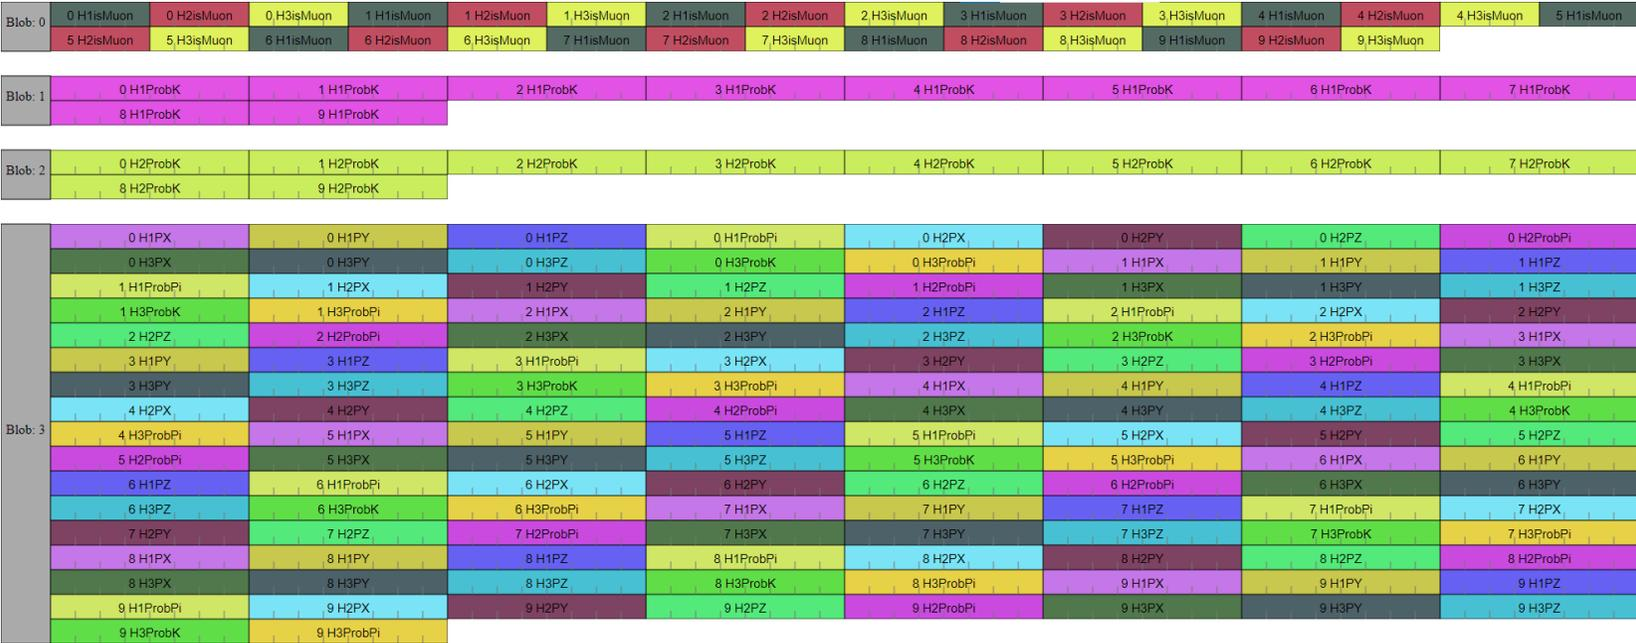 Blob: 0 0 H1isMuon 0 H2isMuon 0 H3isMuon 1 H1isMuon 1 H2isMuon 1 H3isMuon 2 H1isMuon 2 H2isMuon 2 H3isMuon 3 H1isMuon 3 H2isMuon 3 H3isMuon 4 H1isMuon 4 H2isMuon 4 H3isMuon 5 H1isMuon
5 H2isMuon 5 H3isMuon 6 H1isMuon 6 H2isMuon 6 H3isMuon 7 H1isMuon 7 H2isMuon 7 H3isMuon 8 H1isMuon 8 H2isMuon 8 H3isMuon 9 H1isMuon 9 H2isMuon 9 H3isMuon
Blob: 1 0 H1ProbK 1 H1ProbK 2 H1ProbK 3 H1ProbK 4 H1ProbK 5 H1ProbK 6 H1ProbK 7 H1ProbK
8 H1ProbK 9 H1ProbK
Blob: 2 0 H2ProbK 1 H2ProbK 2 H2ProbK 3 H2ProbK 4 H2ProbK 5 H2ProbK 6 H2ProbK 7 H2ProbK
8 H2ProbK 9 H2ProbK
0 H1PX 0 H1PY 0 H1PZ 0 H1ProbPi 0 H2PX 0 H2PY 0 H2PZ 0 H2ProbPi
0 H3PX 0 H3PY 0 H3PZ 0 H3ProbK 0 H3ProbPi 1 H1PX 1 H1PY 1 H1PZ
1 H1ProbPi 1 H2PX 1 H2PY 1 H2PZ 1 H2ProbPi 1 H3PX 1 H3PY 1 H3PZ
1 H3ProbK 1 H3ProbPi 2 H1PX 2 H1PY 2 H1PZ 2 H1ProbPi 2 H2PX 2 H2PY
2 H2PZ 2 H2ProbPi 2 H3PX 2 H3PY 2 H3PZ 2 H3ProbK 2 H3ProbPi 3 H1PX
3 H1PY 3 H1PZ 3 H1ProbPi 3 H2PX 3 H2PY 3 H2PZ 3 H2ProbPi 3 H3PX
3 H3PY 3 H3PZ 3 H3ProbK 3 H3ProbPi 4 H1PX 4 H1PY 4 H1PZ 4 H1ProbPi
4 H2PX 4 H2PY 4 H2PZ 4 H2ProbPi 4 H3PX 4 H3PY 4 H3PZ 4 H3ProbK
Blob: 3 4 H3ProbPi 5 H1PX 5 H1PY 5 H1PZ 5 H1ProbPi 5 H2PX 5 H2PY 5 H2PZ
5 H2ProbPi 5 H3PX 5 H3PY 5 H3PZ 5 H3ProbK 5 H3ProbPi 6 H1PX 6 H1PY
6 H1PZ 6 H1ProbPi 6 H2PX 6 H2PY 6 H2PZ 6 H2ProbPi 6 H3PX 6 H3PY
6 H3PZ 6 H3ProbK 6 H3ProbPi 7 H1PX 7 H1PY 7 H1PZ 7 H1ProbPi 7 H2PX
7 H2PY 7 H2PZ 7 H2ProbPi 7 H3PX 7 H3PY 7 H3PZ 7 H3ProbK 7 H3ProbPi
8 H1PX 8 H1PY 8 H1PZ 8 H1ProbPi 8 H2PX 8 H2PY 8 H2PZ 8 H2ProbPi
8 H3PX 8 H3PY 8 H3PZ 8 H3ProbK 8 H3ProbPi 9 H1PX 9 H1PY 9 H1PZ
9 H1ProbPi 9 H2PX 9 H2PY 9 H2PZ 9 H2ProbPi 9 H3PX 9 H3PY 9 H3PZ
9 H3ProbK 9 H3ProbPi